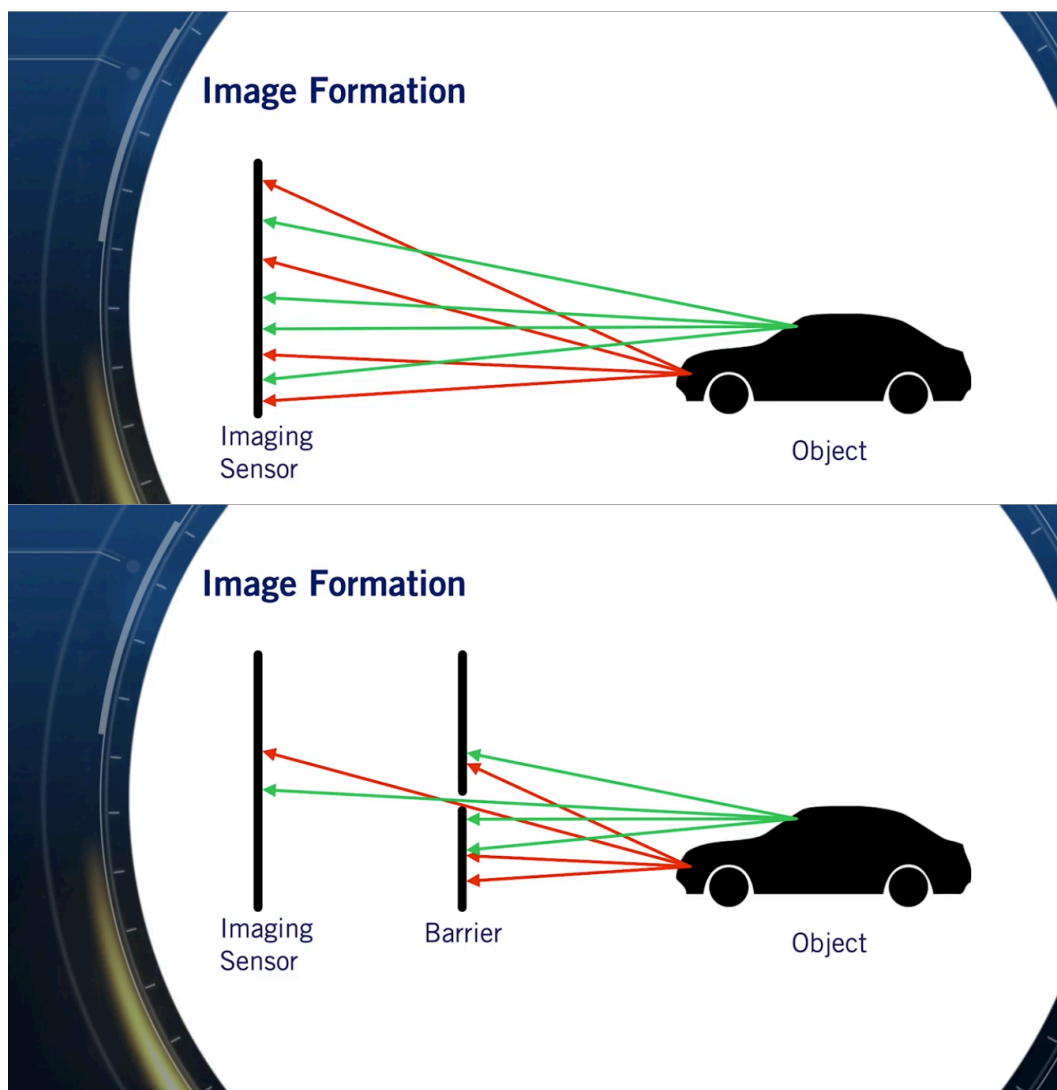 Image Formation
Imaging
Sensor
Object
Image Formation
Imaging
Sensor
Barrier
Object